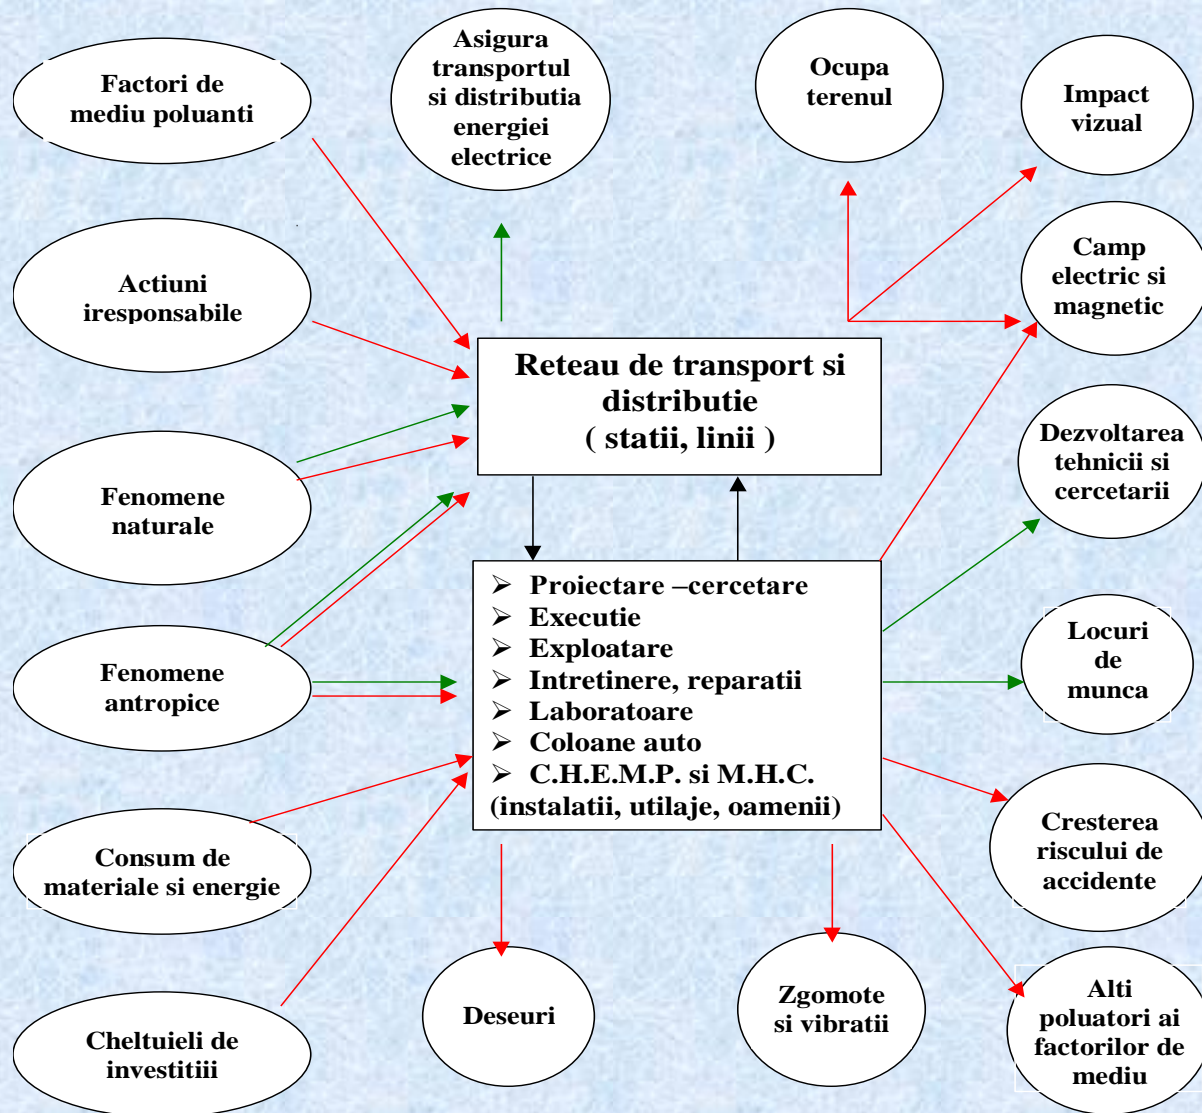 Factori de
mediu poluanti
Asigura
transportul
si distributia
energiei
electrice
Ocupa
terenul
Impact
vizual
Actiuni
iresponsabile
Camp
electric si
magnetic
Reteau de transport si
distributie
( statii, linii )
Dezvoltarea
tehnicii si
cercetarii
Fenomene
naturale
➢ Proiectare –cercetare
➢ Executie
➢ Exploatare
➢ Intretinere, reparatii
➢ Laboratoare
➢ Coloane auto
➢ C.H.E.M.P. si M.H.C.
(instalatii, utilaje, oamenii)
Locuri
de
munca
Fenomene
antropice
Cresterea
riscului de
accidente
Consum de
materiale si energie
Deseuri
Zgomote
si vibratii
Alti
poluatori ai
factorilor de
mediu
Cheltuieli de
investitiii